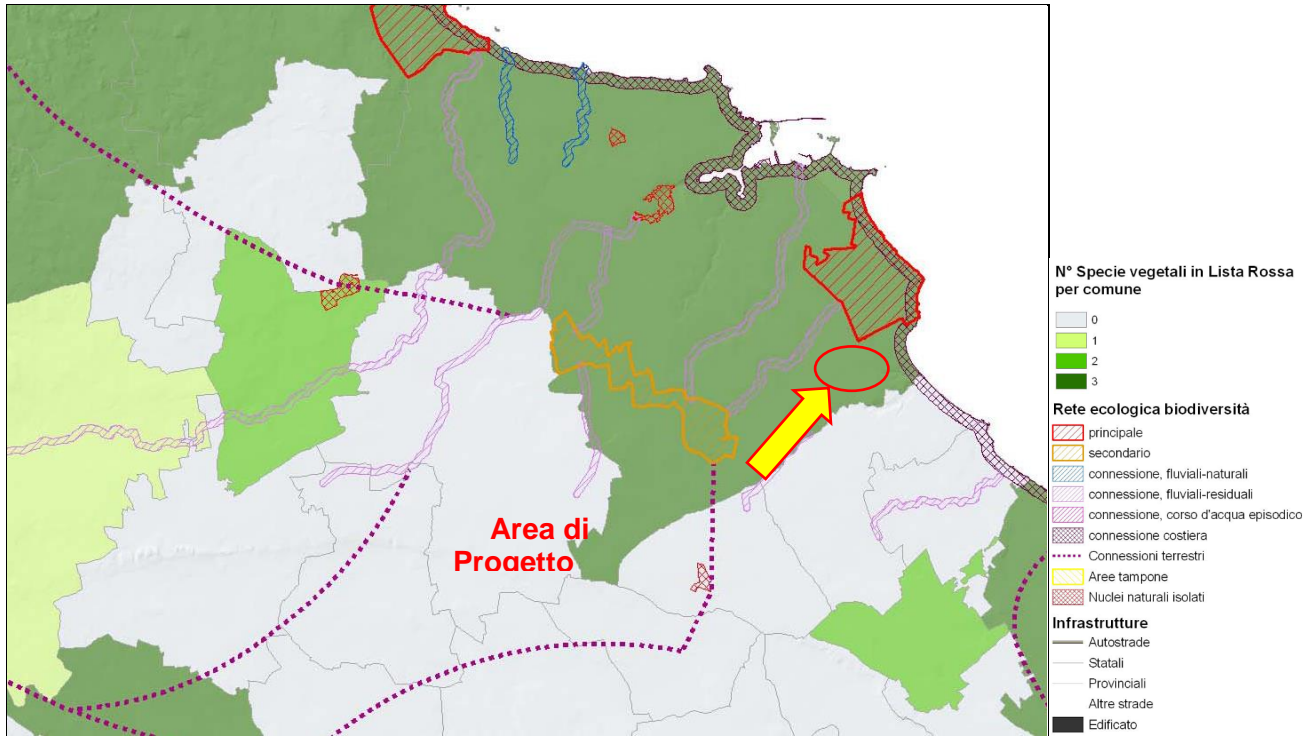 Area di
Progetto
N° Specie vegetali in Lista Rossa
per comune
0
1
2
3
Rete ecologica biodiversità
principale
secondario
connessione, fluviali-naturali
connessione, fluviali-residuali
connessione, corso d'acqua episodico
connessione costiera
Connessioni terrestri
Aree tampone
Nuclei naturali isolati
Infrastrutture
Autostrade
Statali
Provinciali
Altre strade
Edificato